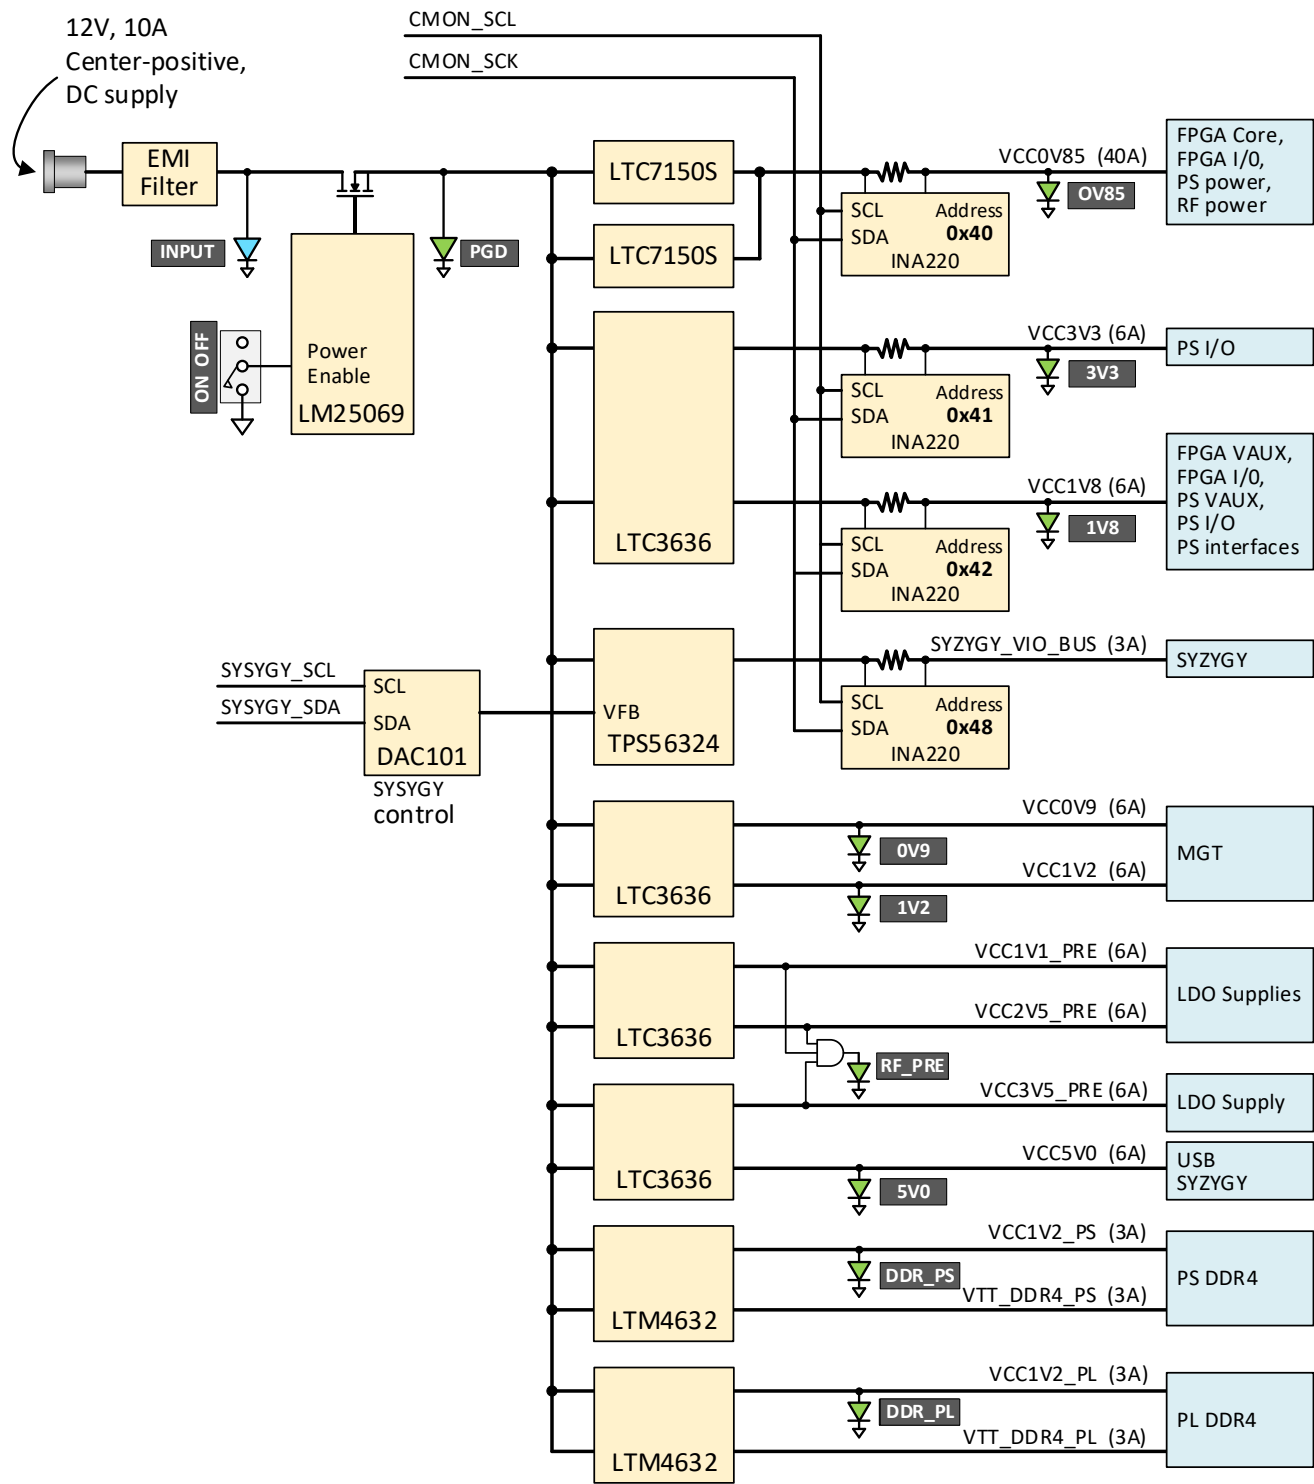 12V, 10A
Center-positive,
DC supply
CMON_SCL
CMON_SCK
EMI
Filter
INPUT
PGD
ON OFF
Power
Enable
LM25069
LTC7150S
LTC7150S
SCL
SDA
Address
0x40
INA220
VCC0V85 (40A)
OV85
FPGA Core,
FPGA I/0,
PS power,
RF power
LTC3636
SCL
SDA
Address
0x41
INA220
VCC3V3 (6A)
3V3
PS I/O
SCL
SDA
Address
0x42
INA220
VCC1V8 (6A)
1V8
FPGA VAUX,
FPGA I/0,
PS VAUX,
PS I/O
PS interfaces
SYSYGY_SCL
SYSYGY_SDA
SCL
SDA
DAC101
SYSYGY
control
VFB
TPS56324
SCL
SDA
Address
0x48
INA220
SYZYGY_VIO_BUS (3A)
SYZYGY
LTC3636
VCC0V9 (6A)
0V9
VCC1V2 (6A)
1V2
MGT
LTC3636
VCC1V1_PRE (6A)
VCC2V5_PRE (6A)
LDO Supplies
RF_PRE
LTC3636
VCC3V5_PRE (6A)
LDO Supply
VCC5V0 (6A)
5V0
USB
SYZYGY
LTM4632
VCC1V2_PS (3A)
DDR_PS
VTT_DDR4_PS (3A)
PS DDR4
LTM4632
VCC1V2_PL (3A)
DDR_PL
VTT_DDR4_PL (3A)
PL DDR4